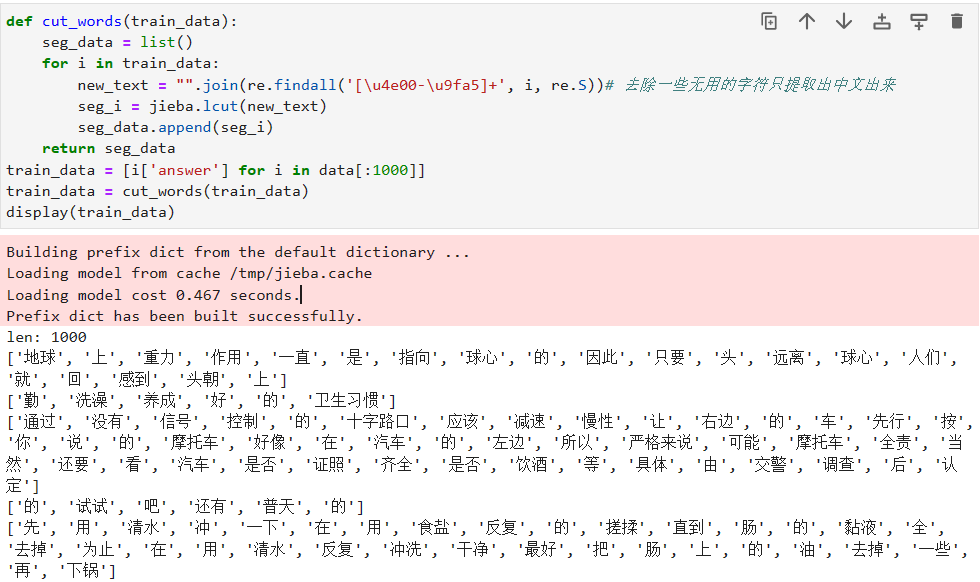 def cut_words(train_data):
    seg_data = list()
    for i in train_data:
        new_text = "".join(re.findall('[\u4e00-\u9fa5]+', i, re.S))# 去除一些无用的字符只提取出中文出来
        seg_i = jieba.lcut(new_text)
        seg_data.append(seg_i)
    return seg_data
train_data = [i['answer'] for i in data[:1000]]
train_data = cut_words(train_data)
display(train_data)
Building prefix dict from the default dictionary ...
Loading model from cache /tmp/jieba.cache
Loading model cost 0.467 seconds.
Prefix dict has been built successfully.
len: 1000
['地球', '上', '重力', '作用', '一直', '是', '指向', '球心', '的', '因此', '只要', '头', '远离', '球心', '人们',
'就', '回', '感到', '头朝', '上']
['勤', '洗澡', '养成', '好', '的', '卫生习惯']
['通过', '没有', '信号', '控制', '的', '十字路口', '应该', '减速', '慢性', '让', '右边', '的', '车', '先行', '按',
'你', '说', '的', '摩托车', '好像', '在', '汽车', '的', '左边', '所以', '严格来说', '可能', '摩托车', '全责', '当
然', '还要', '看', '汽车', '是否', '证照', '齐全', '是否', '饮酒', '等', '具体', '由', '交警', '调查', '后', '认
定']
['的', '试试', '吧', '还有', '普天', '的']
['先', '用', '清水', '冲', '一下', '在', '用', '食盐', '反复', '的', '搓揉', '直到', '肠', '的', '黏液', '全',
'去掉', '为止', '在', '用', '清水', '反复', '冲洗', '干净', '最好', '把', '肠', '上', '的', '油', '去掉', '一些',
'再', '下锅']